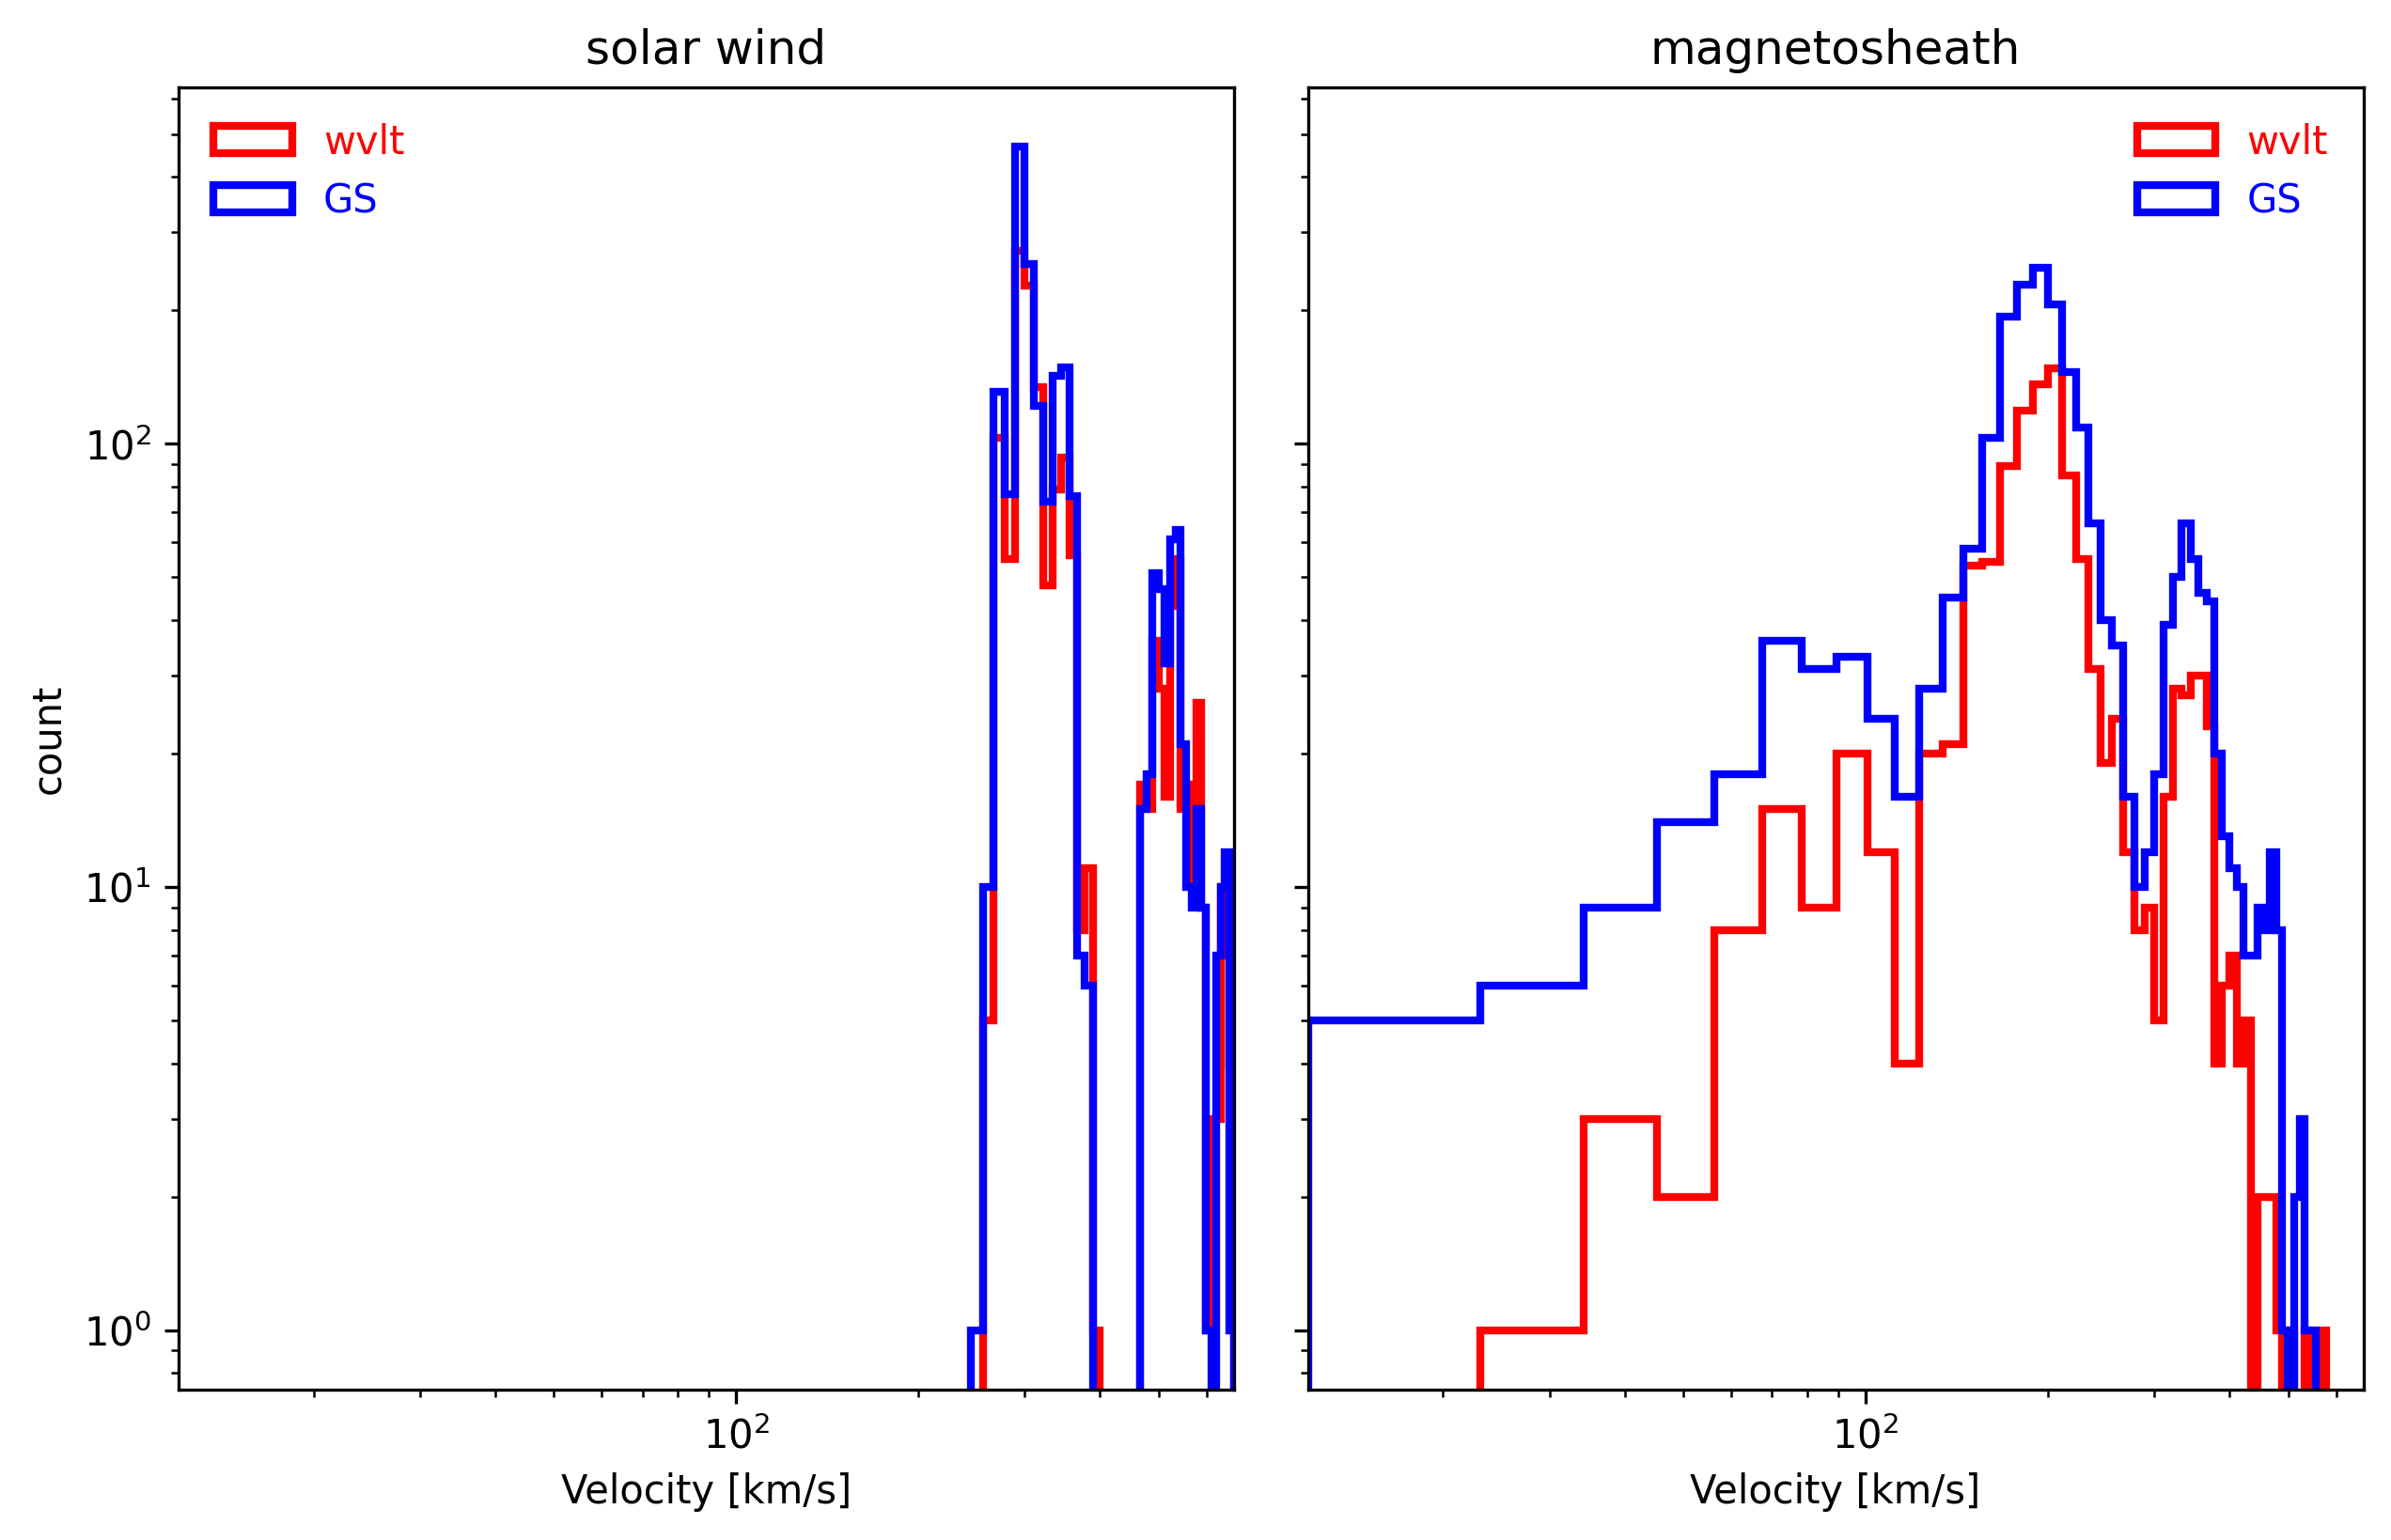 solar wind
magnetosheath
wvlt
GS
wvlt
GS
count
10²
10¹
10⁰
10²
10²
Velocity [km/s]
Velocity [km/s]